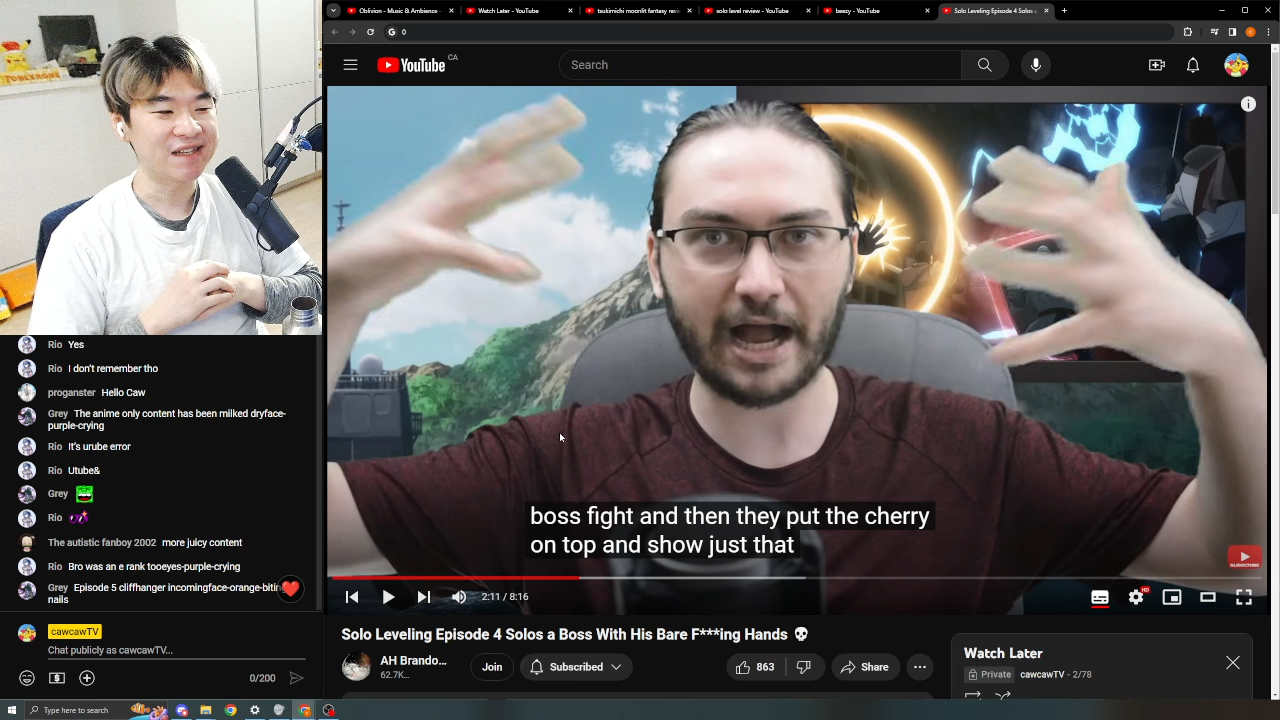 TOBLERONE
Oblivion - Music & Ambience
Watch Later - YouTube
tsukimichi moonlit fantasy revi
solo level review - YouTube
beaxy - YouTube
Solo Leveling Episode 4 Solos
0
YouTube CA
Search
boss fight and then they put the cherry
on top and show just that
SUBSCRIBE
2:11 / 8:16
HD
Solo Leveling Episode 4 Solos a Boss With His Bare F***ing Hands 💀
AH Brando...
62.7K...
Join
Subscribed
863
Share
Watch Later
Private cawcawTV - 2/78
Rio Yes
Rio I don't remember tho
proganster Hello Caw
Grey The anime only content has been milked dryface-
purple-crying
Rio It's urube error
Rio Utube&
Grey
Rio
The autistic fanboy 2002 more juicy content
Rio Bro was an e rank tooeyes-purple-crying
Grey Episode 5 cliffhanger incomingface-orange-bitin
nails
cawcawTV
Chat publicly as cawcawTV...
0/200
Type here to search